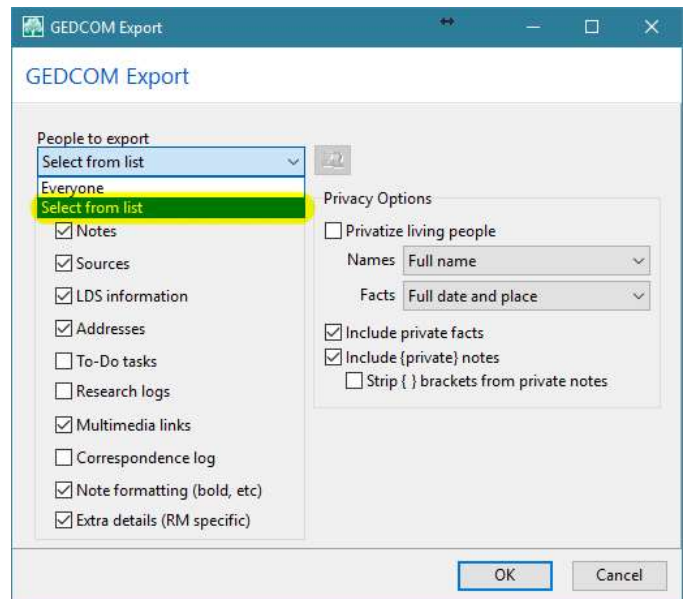 GEDCOM Export
GEDCOM Export
People to export
Select from list
Everyone
Select from list
Notes
Sources
LDS information
Addresses
To-Do tasks
Research logs
Multimedia links
Correspondence log
Note formatting (bold, etc)
Extra details (RM specific)
Privacy Options
Privatize living people
Names Full name
Facts Full date and place
Include private facts
Include {private} notes
Strip { } brackets from private notes
OK Cancel